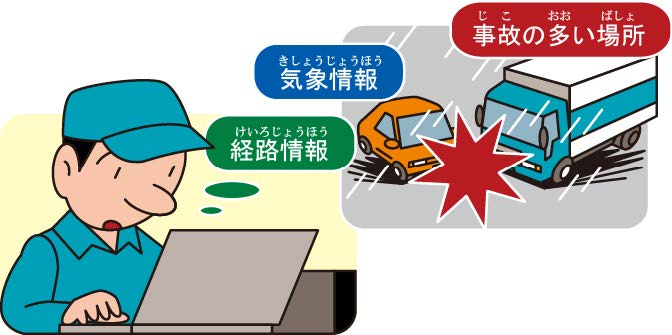 じこ おお ばしょ
事故の多い場所
きしょうじょうほう
気象情報
けいろじょうほう
経路情報